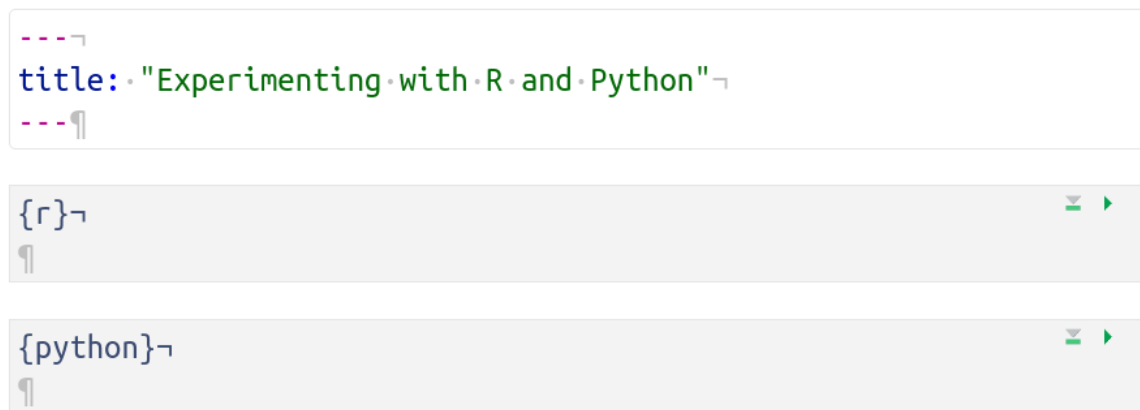 ---¬
title:·"Experimenting·with·R·and·Python"¬
---¶
{r}¬
¶
{python}¬
¶